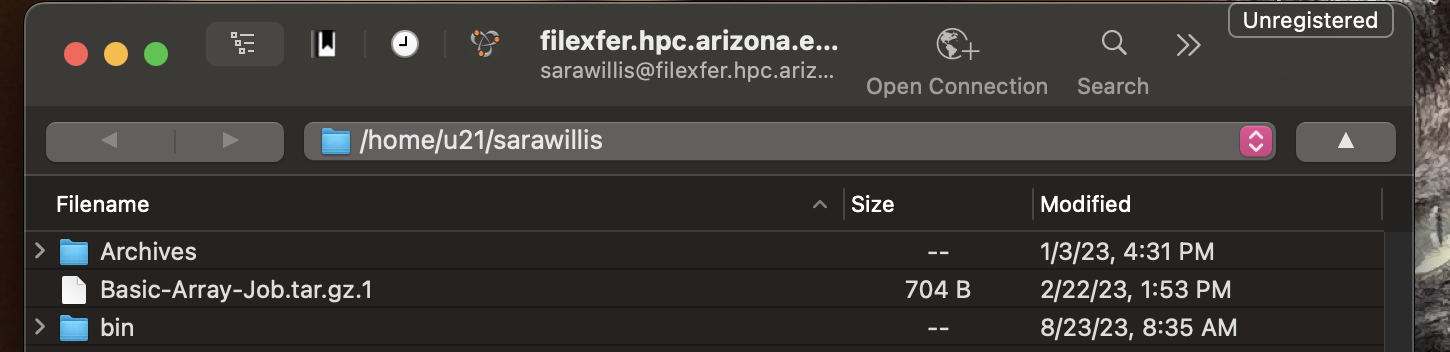 Unregistered
filexfer.hpc.arizona.e...
sarawillis@filexfer.hpc.ariz...
Open Connection
Search
/home/u21/sarawillis
Filename Size Modified
Archives -- 1/3/23, 4:31 PM
Basic-Array-Job.tar.gz.1 704 B 2/22/23, 1:53 PM
bin -- 8/23/23, 8:35 AM